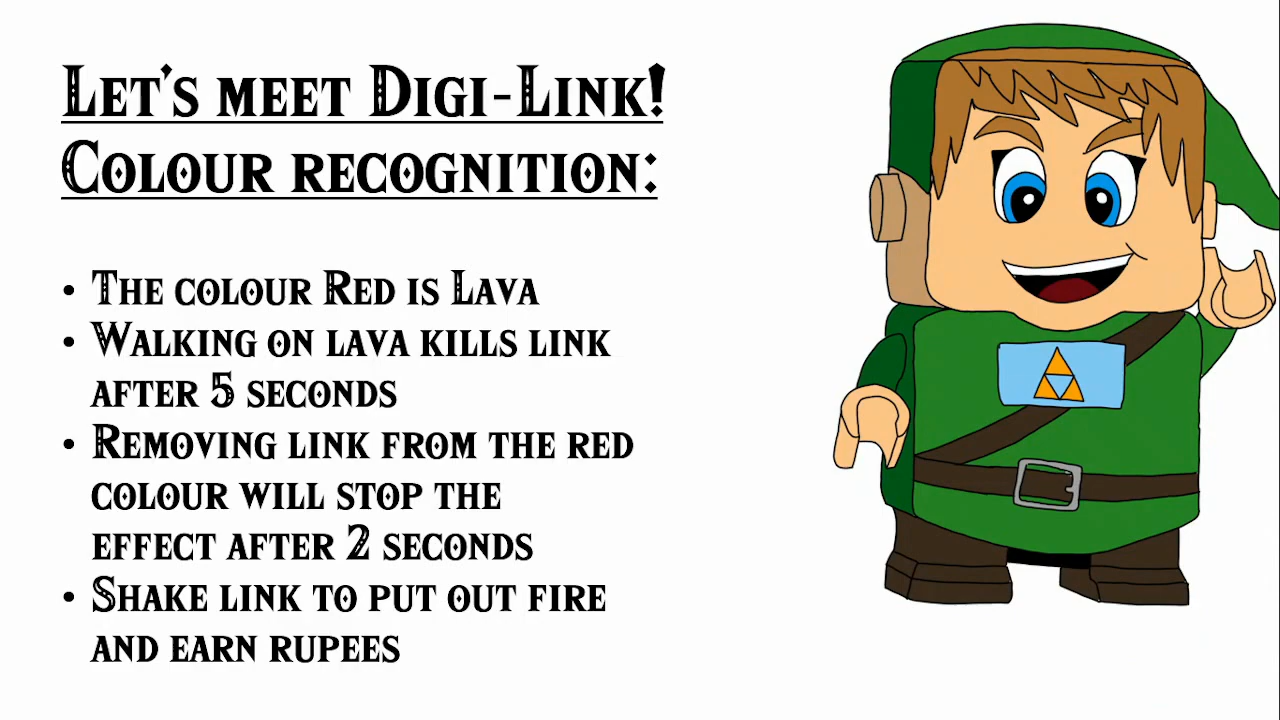 Let's meet Digi-Link!
Colour recognition:
• The colour Red is Lava
• Walking on lava kills link
after 5 seconds
• Removing link from the red
colour will stop the
effect after 2 seconds
• Shake link to put out fire
and earn rupees